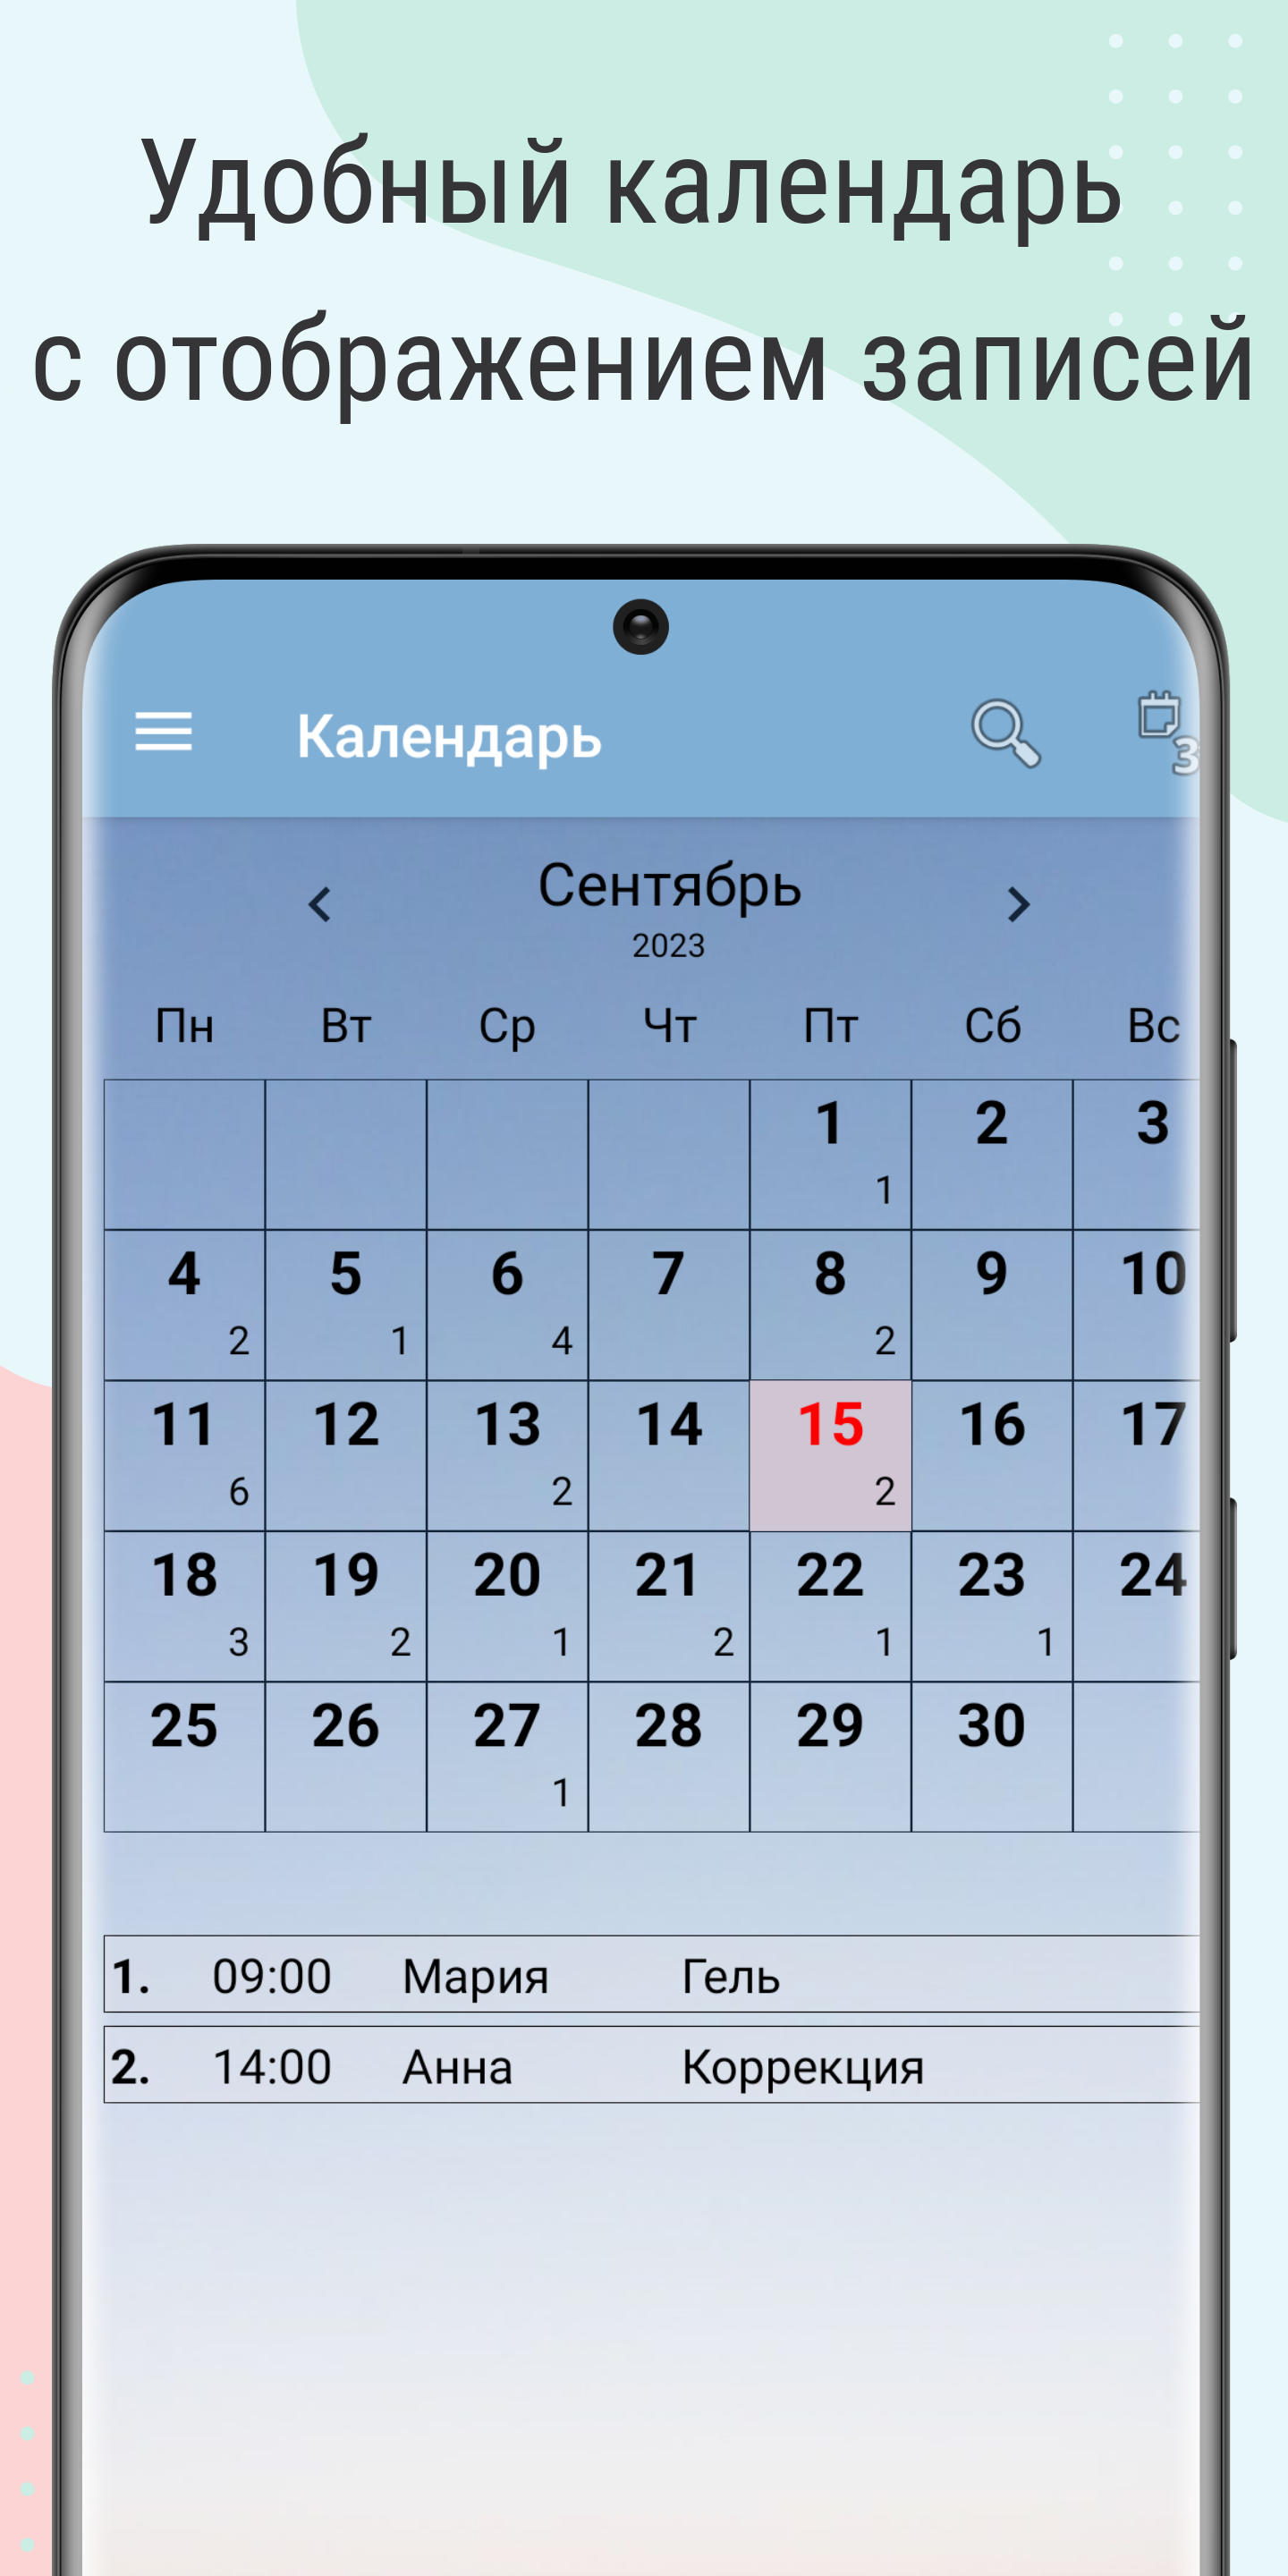 Удобный календарь
с отображением записей
Календарь
3
Сентябрь
2023
Пн Вт Ср Чт Пт Сб Вс
1 2 3
1
4 5 6 7 8 9 10
2 1 4 2
11 12 13 14 15 16 17
6 2 2
18 19 20 21 22 23 24
3 2 1 2 1 1
25 26 27 28 29 30
1
1. 09:00 Мария Гель
2. 14:00 Анна Коррекция